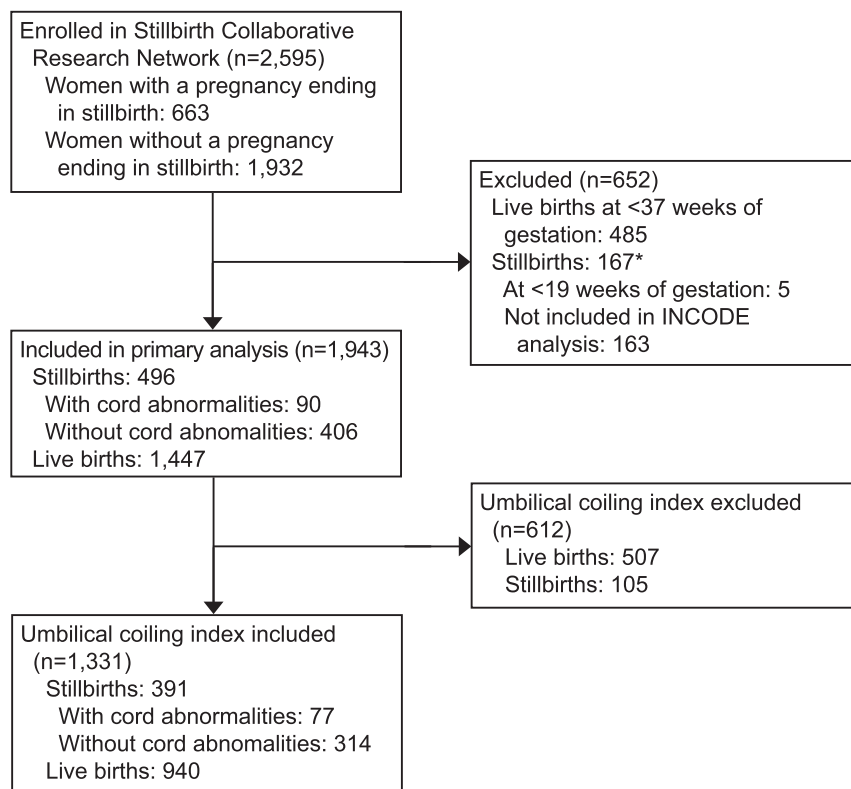 Enrolled in Stillbirth Collaborative
Research Network (n=2,595)
Women with a pregnancy ending
in stillbirth: 663
Women without a pregnancy
ending in stillbirth: 1,932
Excluded (n=652)
Live births at <37 weeks of
gestation: 485
Stillbirths: 167*
At <19 weeks of gestation: 5
Not included in INCODE
analysis: 163
Included in primary analysis (n=1,943)
Stillbirths: 496
With cord abnormalities: 90
Without cord abnomalities: 406
Live births: 1,447
Umbilical coiling index excluded
(n=612)
Live births: 507
Stillbirths: 105
Umbilical coiling index included
(n=1,331)
Stillbirths: 391
With cord abnormalities: 77
Without cord abnomalities: 314
Live births: 940